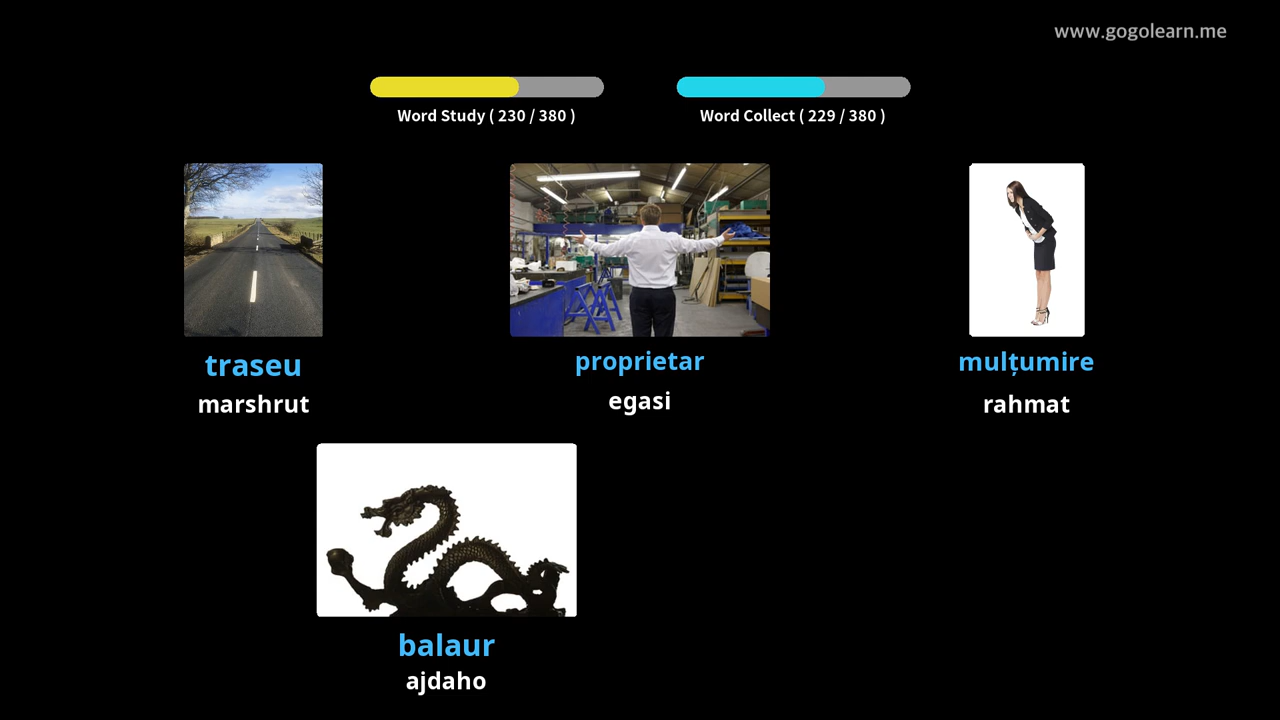 www.gogolearn.me
Word Study ( 230 / 380 )
Word Collect ( 229 / 380 )
traseu
marshrut
proprietar
egasi
mulțumire
rahmat
balaur
ajdaho